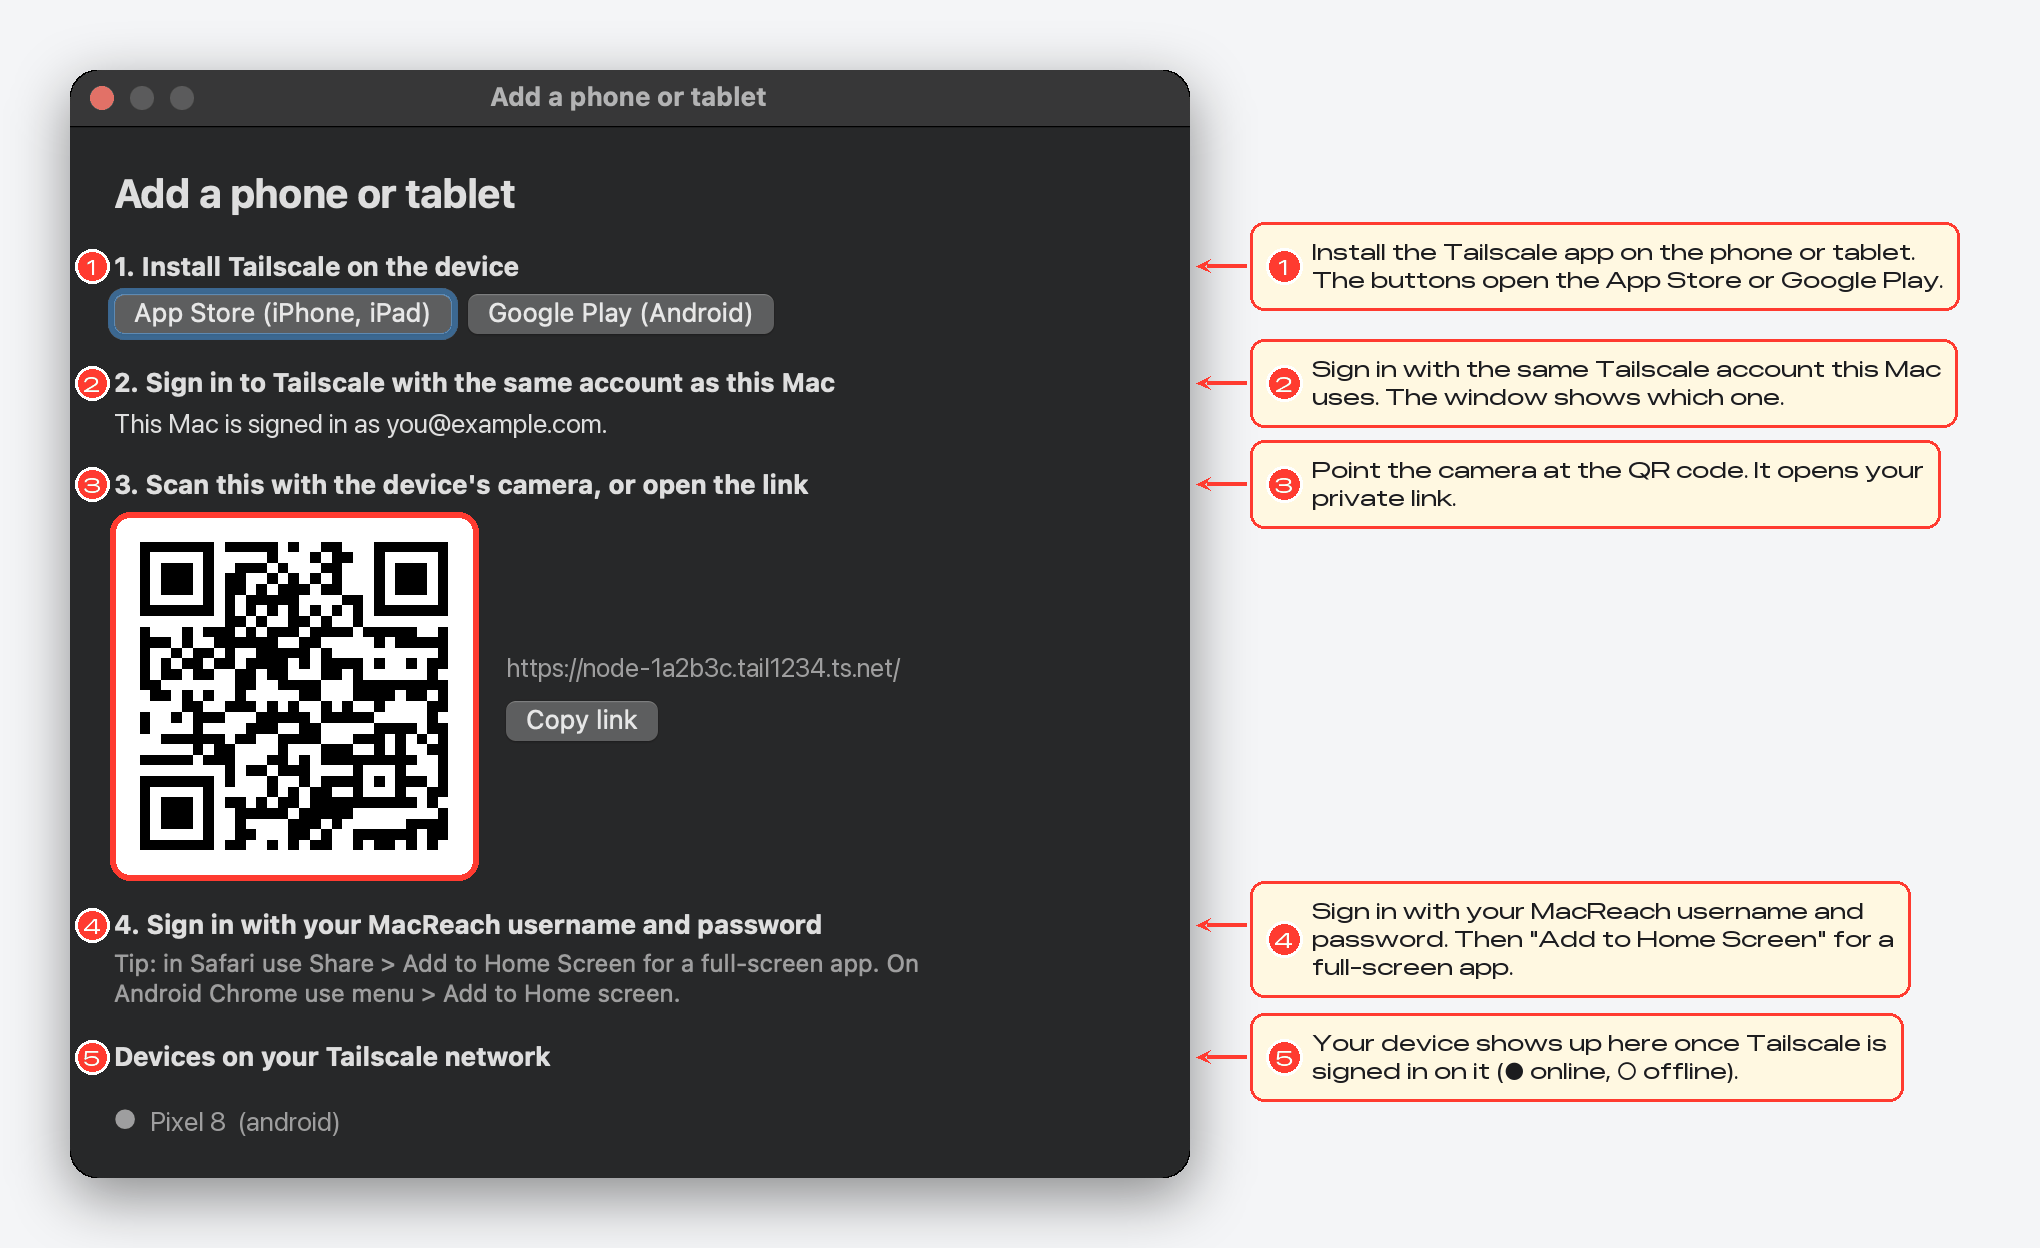 Add a phone or tablet
Add a phone or tablet
1 1. Install Tailscale on the device
App Store (iPhone, iPad) Google Play (Android)
2 2. Sign in to Tailscale with the same account as this Mac
This Mac is signed in as you@example.com.
3 3. Scan this with the device's camera, or open the link
https://node-1a2b3c.tail1234.ts.net/
Copy link
4 4. Sign in with your MacReach username and password
Tip: in Safari use Share > Add to Home Screen for a full-screen app. On
Android Chrome use menu > Add to Home screen.
5 Devices on your Tailscale network
● Pixel 8 (android)
1 Install the Tailscale app on the phone or tablet.
The buttons open the App Store or Google Play.
2 Sign in with the same Tailscale account this Mac
uses. The window shows which one.
3 Point the camera at the QR code. It opens your
private link.
4 Sign in with your MacReach username and
password. Then "Add to Home Screen" for a
full-screen app.
5 Your device shows up here once Tailscale is
signed in on it (● online, ○ offline).